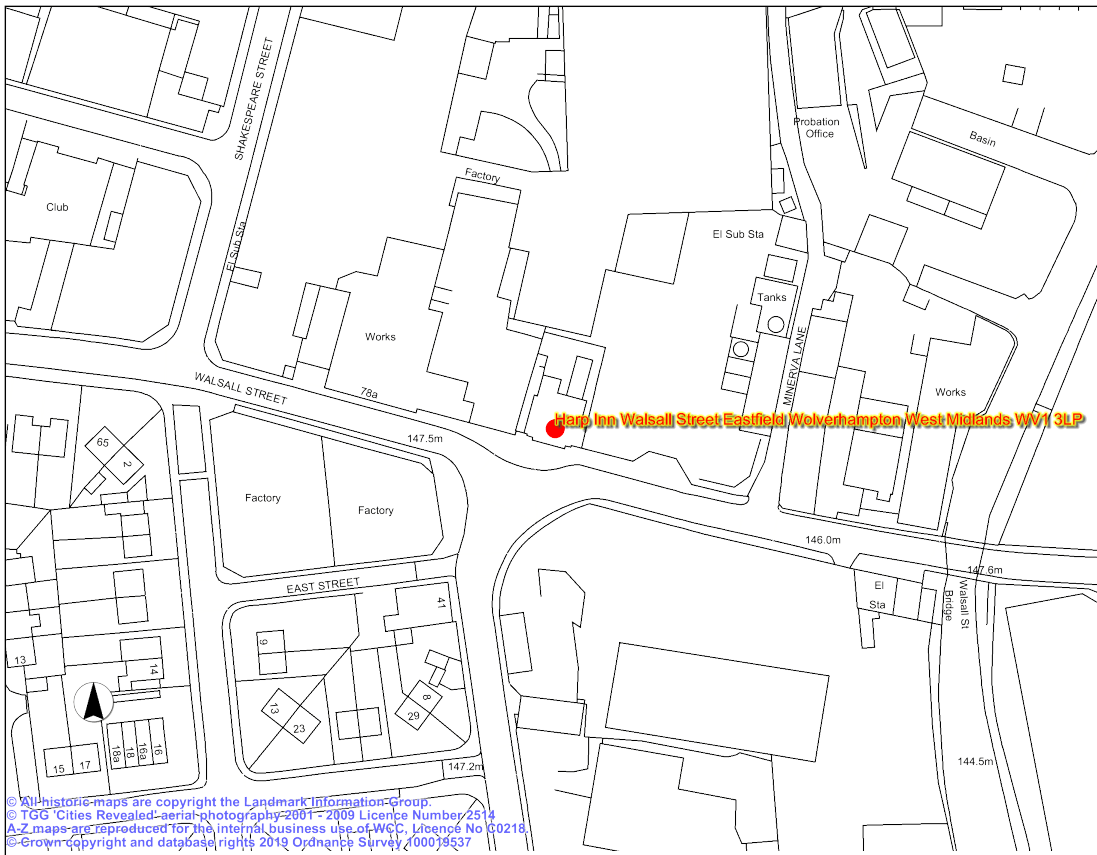 SHAKESPEARE STREET
Probation
Office
Basin
Factory
Club
El Sub Sta
El Sub Sta
Tanks
Works
MINERVA LANE
WALSALL STREET
78a
Works
Harp Inn Walsall Street Eastfield Wolverhampton West Midlands WV1 3LP
147.5m
65
2
Factory
Factory
146.0m
147.6m
EAST STREET
El
Sta
Walsall St
Bridge
41
9
13
14
8
29
13
23
18a
18
16a
16
15
17
147.2m
144.5m
© All historic maps are copyright the Landmark Information Group.
© TGG 'Cities Revealed' aerial photography 2001 - 2009 Licence Number 2514
A-Z maps are reproduced for the internal business use of WCC, Licence No C0218.
© Crown copyright and database rights 2019 Ordnance Survey 100019537